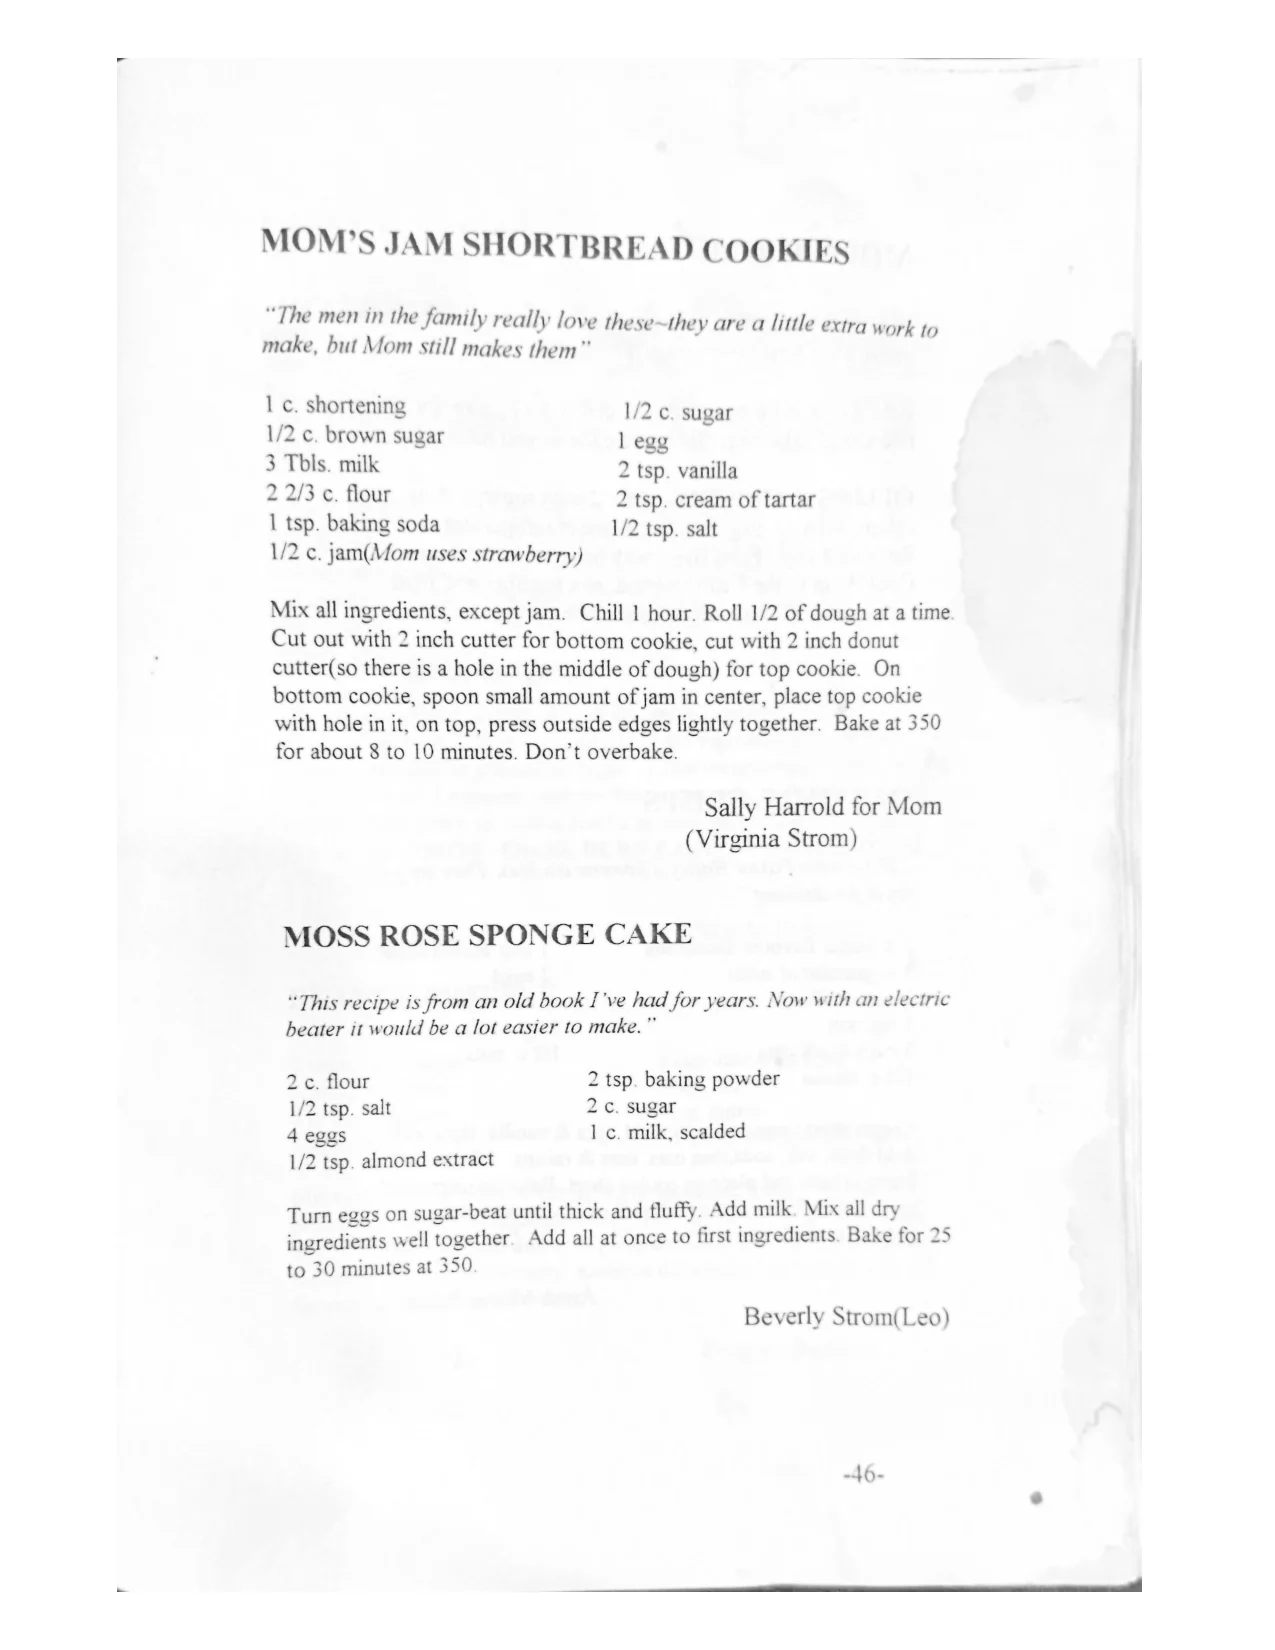 MOM'S JAM SHORTBREAD COOKIES
"The men in the family really love these~they are a little extra work to
make, but Mom still makes them"
1 c. shortening 1/2 c. sugar
1/2 c. brown sugar 1 egg
3 Tbls. milk 2 tsp. vanilla
2 2/3 c. flour 2 tsp. cream of tartar
1 tsp. baking soda 1/2 tsp. salt
1/2 c. jam(Mom uses strawberry)
Mix all ingredients, except jam. Chill 1 hour. Roll 1/2 of dough at a time.
Cut out with 2 inch cutter for bottom cookie, cut with 2 inch donut
cutter(so there is a hole in the middle of dough) for top cookie. On
bottom cookie, spoon small amount of jam in center, place top cookie
with hole in it, on top, press outside edges lightly together. Bake at 350
for about 8 to 10 minutes. Don't overbake.
Sally Harrold for Mom
(Virginia Strom)
MOSS ROSE SPONGE CAKE
"This recipe is from an old book I've had for years. Now with an electric
beater it would be a lot easier to make."
2 c. flour 2 tsp. baking powder
1/2 tsp. salt 2 c. sugar
4 eggs 1 c. milk, scalded
1/2 tsp. almond extract
Turn eggs on sugar-beat until thick and fluffy. Add milk. Mix all dry
ingredients well together. Add all at once to first ingredients. Bake for 25
to 30 minutes at 350.
Beverly Strom(Leo)
-46-